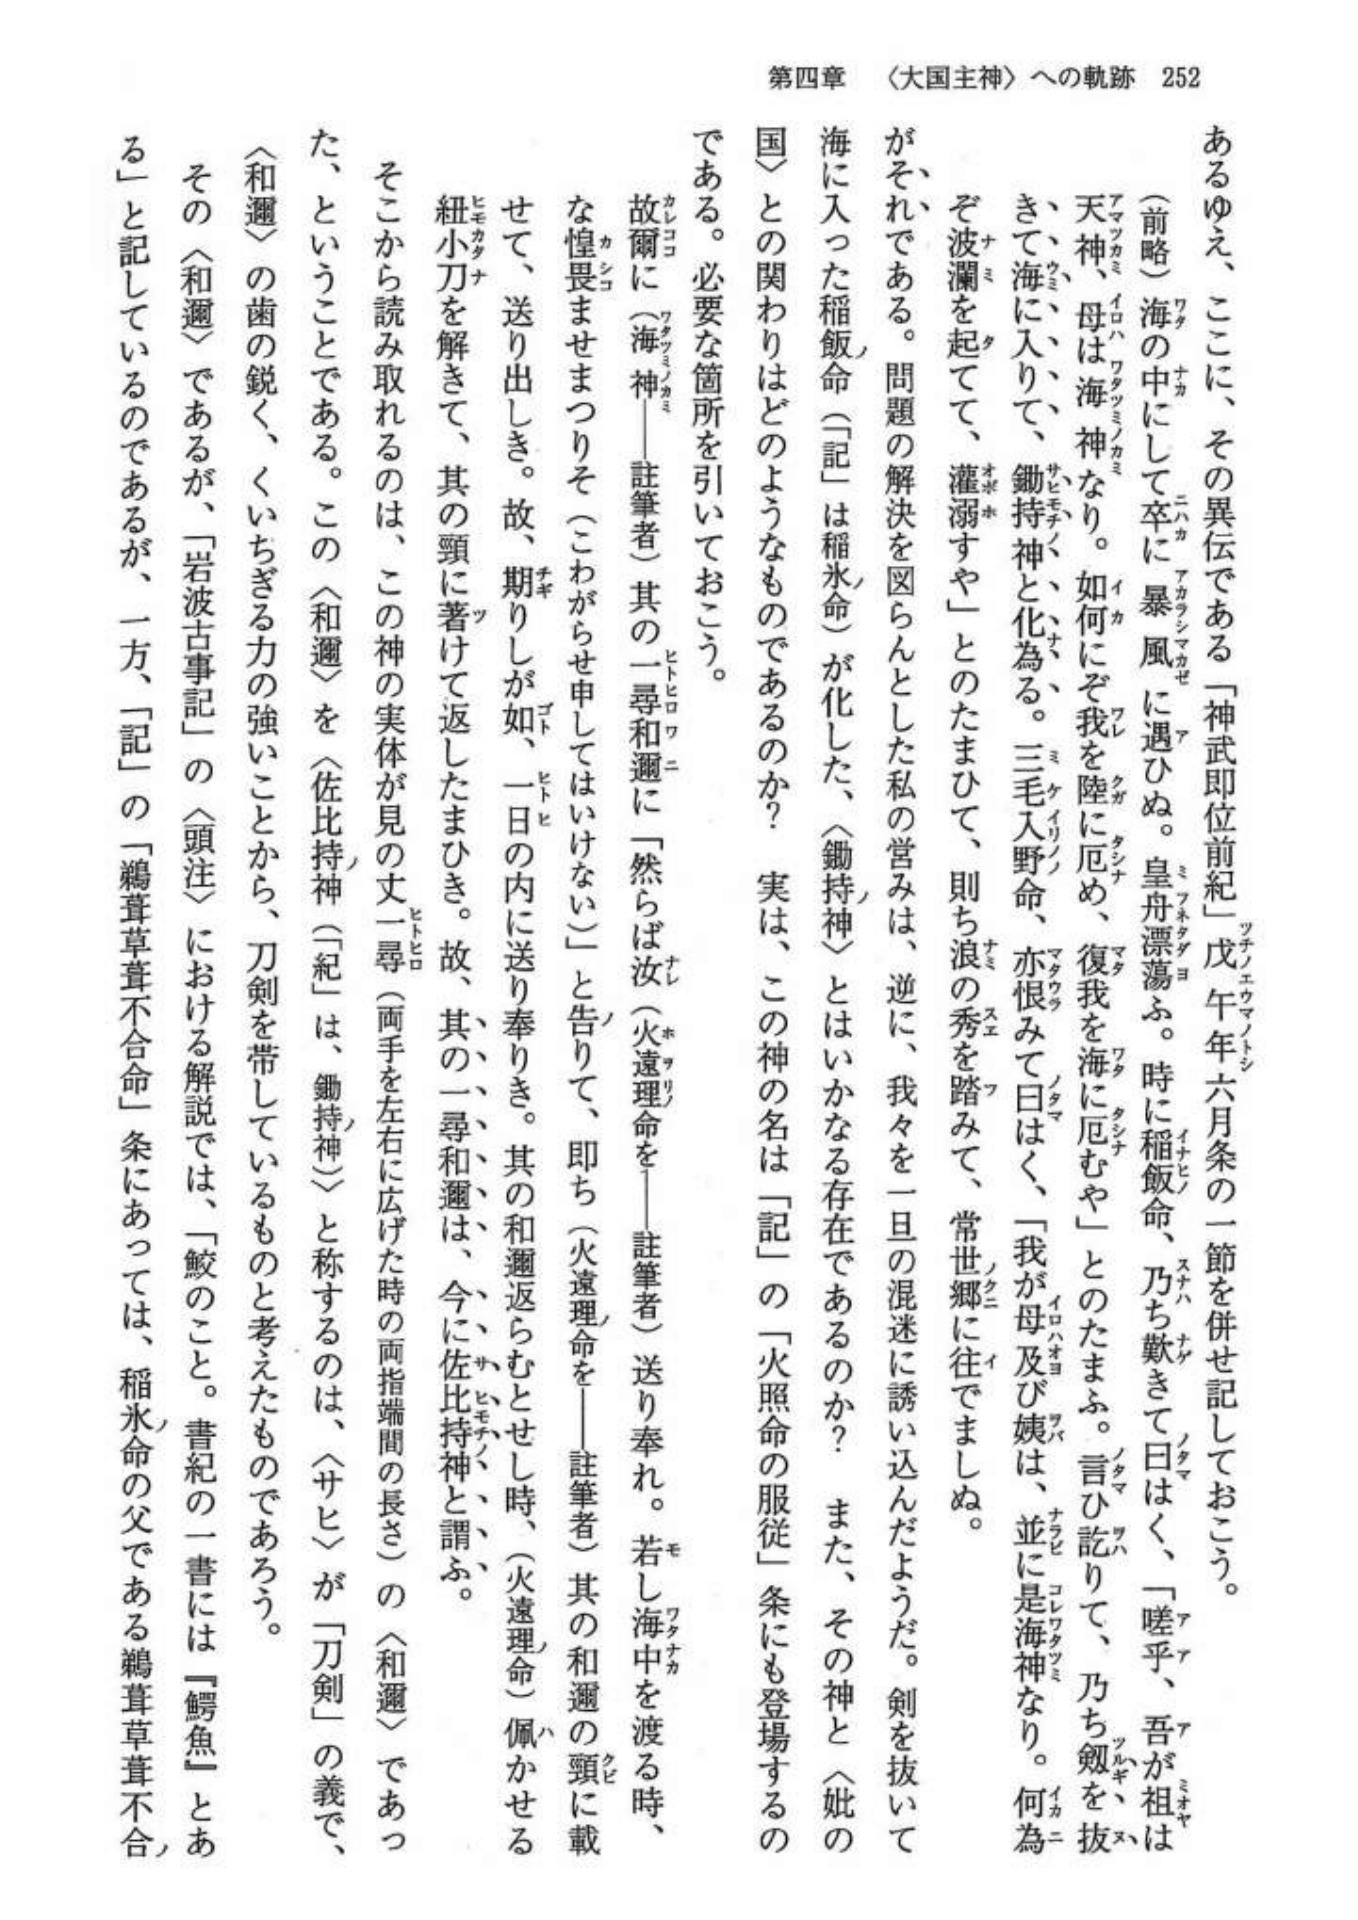 第四章　〈大国主神〉への軌跡　252
あるゆえ、ここに、その異伝である「神武即位前紀」戊午年六月条の一節を併せ記しておこう。
（前略）海の中にして卒に暴風に遇ひぬ。皇舟漂蕩ふ。時に稲飯命、乃ち歎きて曰はく、「嗟乎、吾が祖は
天神、母は海神なり。如何にぞ我を陸に厄め、復我を海に厄むや」とのたまふ。言ひ訖りて、乃ち剱を抜
きて海に入りて、鋤持神と化為る。三毛入野命、亦恨みて曰はく、「我が母及び姨は、並に是海神なり。何為
ぞ波瀾を起てて、灌溺すや」とのたまひて、則ち浪の秀を踏みて、常世郷に往でましぬ。
がそれである。問題の解決を図らんとした私の営みは、逆に、我々を一旦の混迷に誘い込んだようだ。剣を抜いて
海に入った稲飯ノ命（「記」は稲氷ノ命）が化した、〈鋤持ノ神〉とはいかなる存在であるのか？　また、その神と〈妣の
国〉との関わりはどのようなものであるのか？　実は、この神の名は「記」の「火照命の服従」条にも登場するの
である。必要な箇所を引いておこう。
故爾に（海神――註筆者）其の一尋和邇に「然らば汝（火遠理命を――註筆者）送り奉れ。若し海中を渡る時、
な惶畏ませまつりそ（こわがらせ申してはいけない）」と告りて、即ち（火遠理ノ命を――註筆者）其の和邇の頸に載
せて、送り出しき。故、期りしが如、一日の内に送り奉りき。其の和邇返らむとせし時、（火遠理ノ命）佩かせる
紐小刀を解きて、其の頸に著けて返したまひき。故、其の一尋和邇は、今に佐比持神と謂ふ。
そこから読み取れるのは、この神の実体が見の丈一尋（両手を左右に広げた時の両指端間の長さ）の〈和邇〉であっ
た、ということである。この〈和邇〉を〈佐比持ノ神（「紀」は、鋤持ノ神）〉と称するのは、〈サヒ〉が「刀剣」の義で、
〈和邇〉の歯の鋭く、くいちぎる力の強いことから、刀剣を帯しているものと考えたものであろう。
その〈和邇〉であるが、「岩波古事記」の〈頭注〉における解説では、「鮫のこと。書紀の一書には『鰐魚』とあ
る」と記しているのであるが、一方、「記」の「鵜葺草葺不合命」条にあっては、稲氷ノ命の父である鵜葺草葺不合ノ